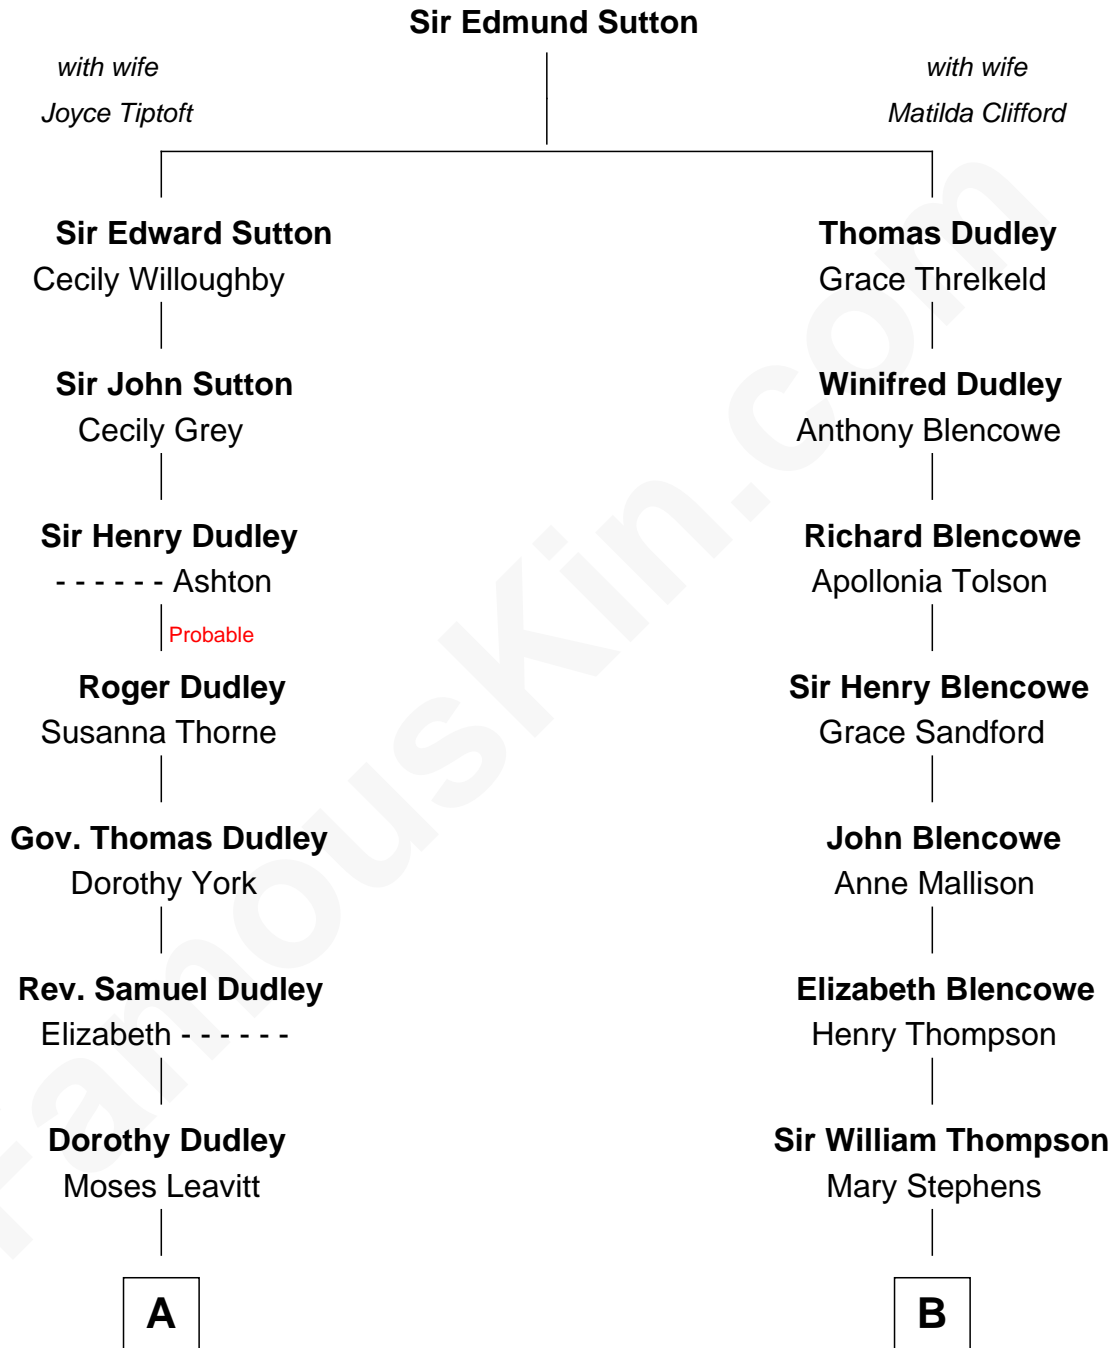 Sir Edmund Sutton
with wife
Joyce Tiptoft
with wife
Matilda Clifford
Sir Edward Sutton
Cecily Willoughby
Thomas Dudley
Grace Threlkeld
Sir John Sutton
Cecily Grey
Winifred Dudley
Anthony Blencowe
Sir Henry Dudley
- - - - - - Ashton
Richard Blencowe
Apollonia Tolson
Probable
Roger Dudley
Susanna Thorne
Sir Henry Blencowe
Grace Sandford
Gov. Thomas Dudley
Dorothy York
John Blencowe
Anne Mallison
Rev. Samuel Dudley
Elizabeth - - - - - -
Elizabeth Blencowe
Henry Thompson
Dorothy Dudley
Moses Leavitt
Sir William Thompson
Mary Stephens
A
B
FamousKin.com